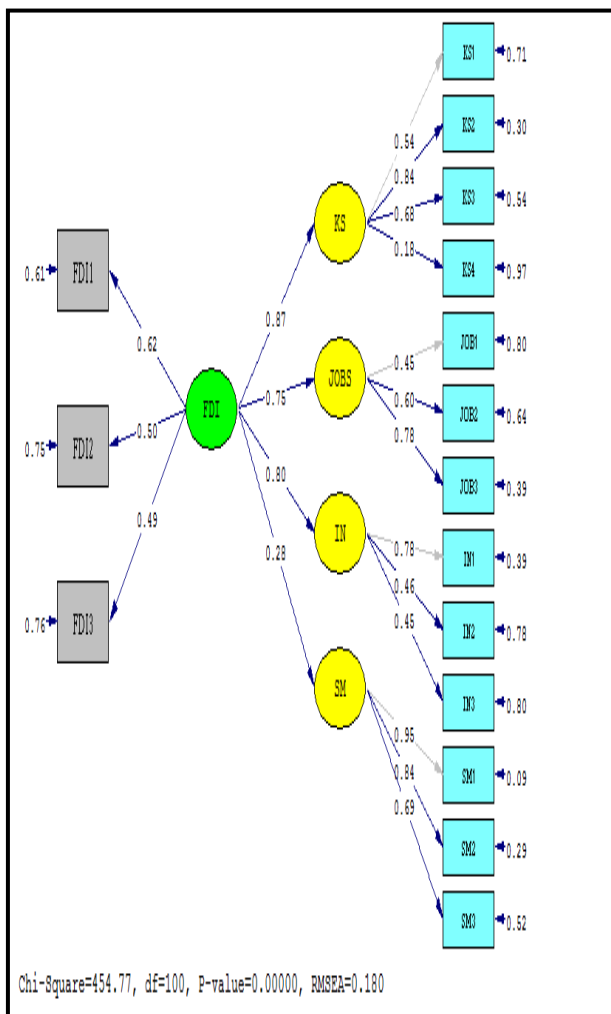 KS1
0.71
0.54
KS2
0.30
0.84
KS3
0.54
0.68
KS
KS4
0.97
0.18
FDI1
0.61
0.62
0.87
JOB1
0.80
0.45
JOBS
JOB2
0.64
0.60
0.75
FDI
FDI2
0.75
0.50
JOB3
0.39
0.78
0.80
IN
IN1
0.39
0.78
0.49
0.28
IN2
0.78
0.46
FDI3
0.76
0.45
IN3
0.80
SM
SM1
0.09
0.95
0.84
SM2
0.29
0.69
SM3
0.52
Chi-Square=454.77, df=100, P-value=0.00000, RMSEA=0.180